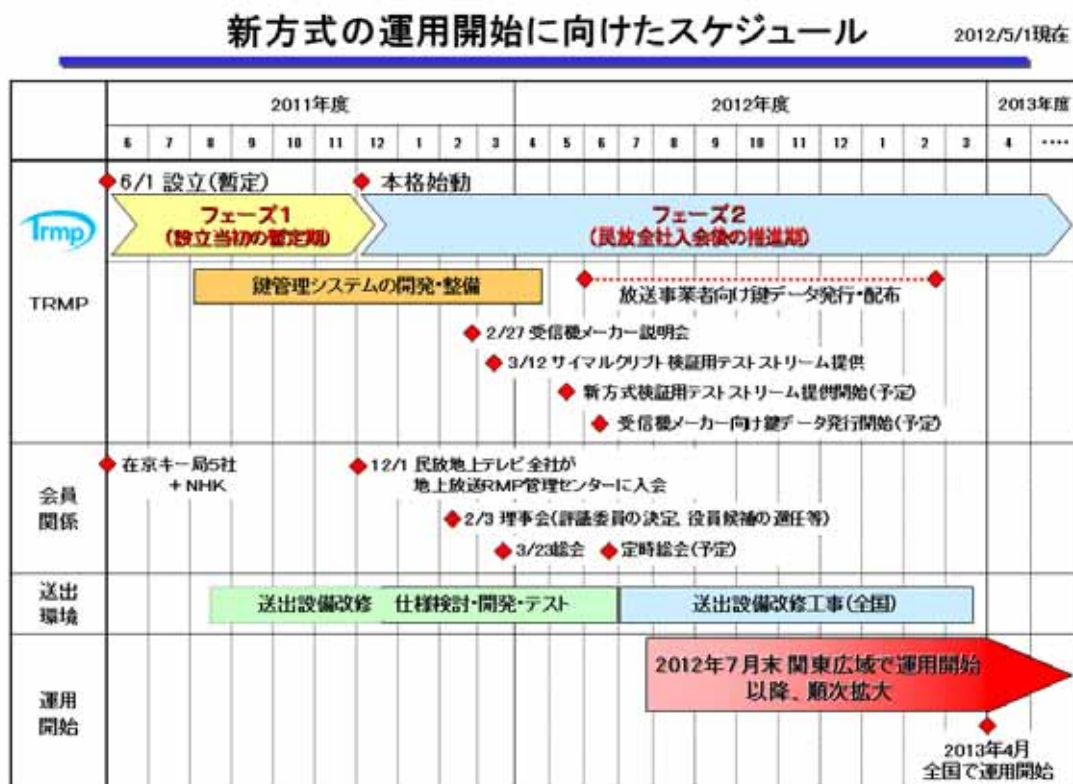 新方式の運用開始に向けたスケジュール
2012/5/1現在
2011年度
2012年度
2013年度
6 7 8 9 10 11 12 1 2 3 4 5 6 7 8 9 10 11 12 1 2 3 4 ････
6/1 設立(暫定)
本格始動
Trmp
フェーズ1
(設立当初の暫定期)
フェーズ2
(民放全社入会後の推進期)
TRMP
鍵管理システムの開発・整備
放送事業者向け鍵データ発行・配布
2/27 受信機メーカー説明会
3/12 サイマルクリプト検証用テストストリーム提供
新方式検証用テストストリーム提供開始(予定)
受信機メーカー向け鍵データ発行開始(予定)
会員
関係
在京キー局5社
+NHK
12/1 民放地上テレビ全社が
地上放送RMP管理センターに入会
2/3 理事会(評議委員の決定、役員候補の選任等)
3/23総会
定時総会(予定)
送出
環境
送出設備改修 仕様検討・開発・テスト
送出設備改修工事(全国)
運用
開始
2012年7月末 関東広域で運用開始
以降、順次拡大
2013年4月
全国で運用開始